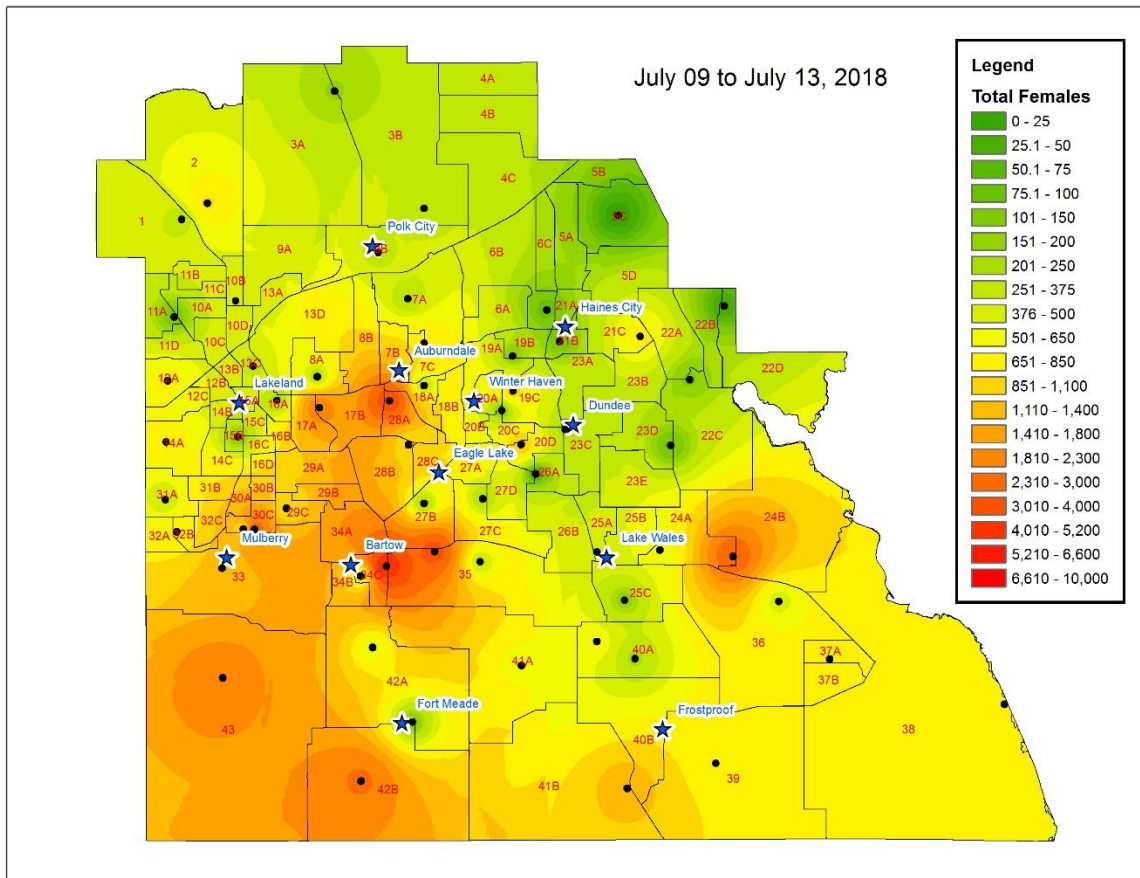 July 09 to July 13, 2018
Legend
Total Females
0 - 25
25.1 - 50
50.1 - 75
75.1 - 100
101 - 150
151 - 200
201 - 250
251 - 375
376 - 500
501 - 650
651 - 850
851 - 1,100
1,110 - 1,400
1,410 - 1,800
1,810 - 2,300
2,310 - 3,000
3,010 - 4,000
4,010 - 5,200
5,210 - 6,600
6,610 - 10,000
4A
4B
3B
3A
2
4C
5B
1
Polk City
5A
6C
6B
9A
5D
11B
10B
11C
13A
7A
10A
11A
6A
21A
Haines City
22A
22B
21C
13D
10D
10C
11D
8B
7B
Auburndale
7C
19A
19B
23A
22D
13C
13B
8A
12B
12C
Lakeland
16A
18A
18B
Winter Haven
20A
19C
23B
14B
15C
17A
17B
28A
20B
20C
Dundee
23D
22C
16C
16B
20D
23C
14C
16D
29A
28B
28C
Eagle Lake
27A
26A
23E
31A
31B
30A
30B
29B
29C
27B
27D
32C
30C
32A
34A
27C
26B
25A
25B
24A
24B
Mulberry
33
Bartow
34B
34C
35
Lake Wales
25C
36
37A
37B
40A
41A
42A
43
Fort Meade
Frostproof
40B
38
39
41B
42B